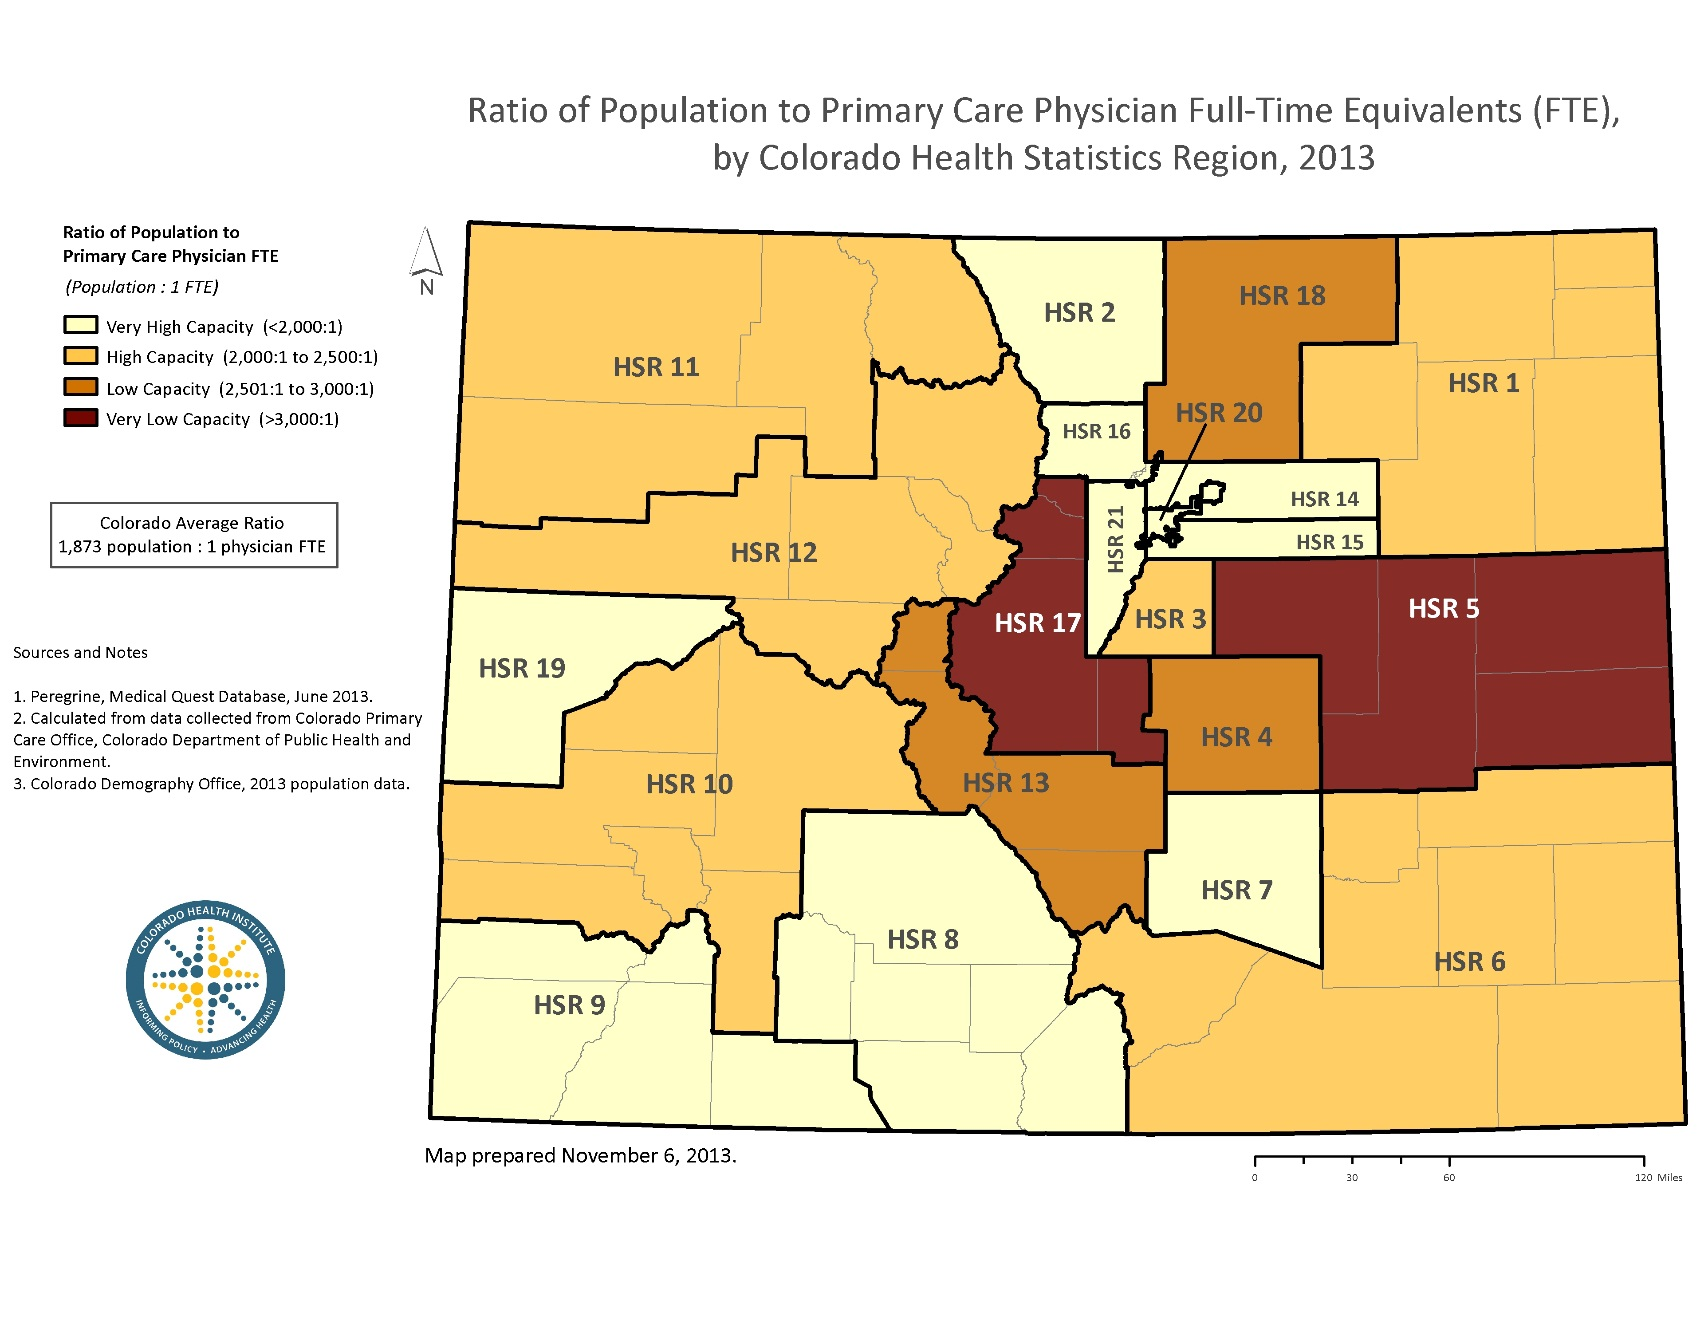 Ratio of Population to Primary Care Physician Full-Time Equivalents (FTE),
by Colorado Health Statistics Region, 2013
Ratio of Population to
Primary Care Physician FTE
(Population : 1 FTE)
Very High Capacity (<2,000:1)
High Capacity (2,000:1 to 2,500:1)
Low Capacity (2,501:1 to 3,000:1)
Very Low Capacity (>3,000:1)
N
Colorado Average Ratio
1,873 population : 1 physician FTE
Sources and Notes
1. Peregrine, Medical Quest Database, June 2013.
2. Calculated from data collected from Colorado Primary
Care Office, Colorado Department of Public Health and
Environment.
3. Colorado Demography Office, 2013 population data.
COLORADO HEALTH INSTITUTE
INFORMING POLICY • ADVANCING HEALTH
HSR 18
HSR 2
HSR 11
HSR 1
HSR 20
HSR 16
HSR 14
HSR 21
HSR 15
HSR 12
HSR 5
HSR 3
HSR 17
HSR 19
HSR 4
HSR 10
HSR 13
HSR 7
HSR 8
HSR 6
HSR 9
Map prepared November 6, 2013.
0 30 60 120 Miles